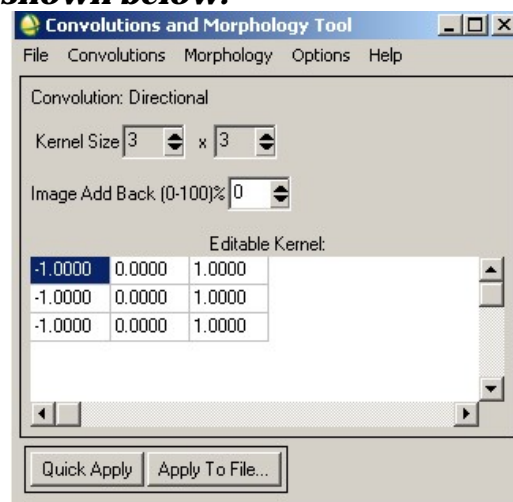 shown below:
Convolutions and Morphology Tool
File Convolutions Morphology Options Help
Convolution: Directional
Kernel Size 3 x 3
Image Add Back (0-100)% 0
Editable Kernel:
-1.0000 0.0000 1.0000
-1.0000 0.0000 1.0000
-1.0000 0.0000 1.0000
Quick Apply Apply To File...